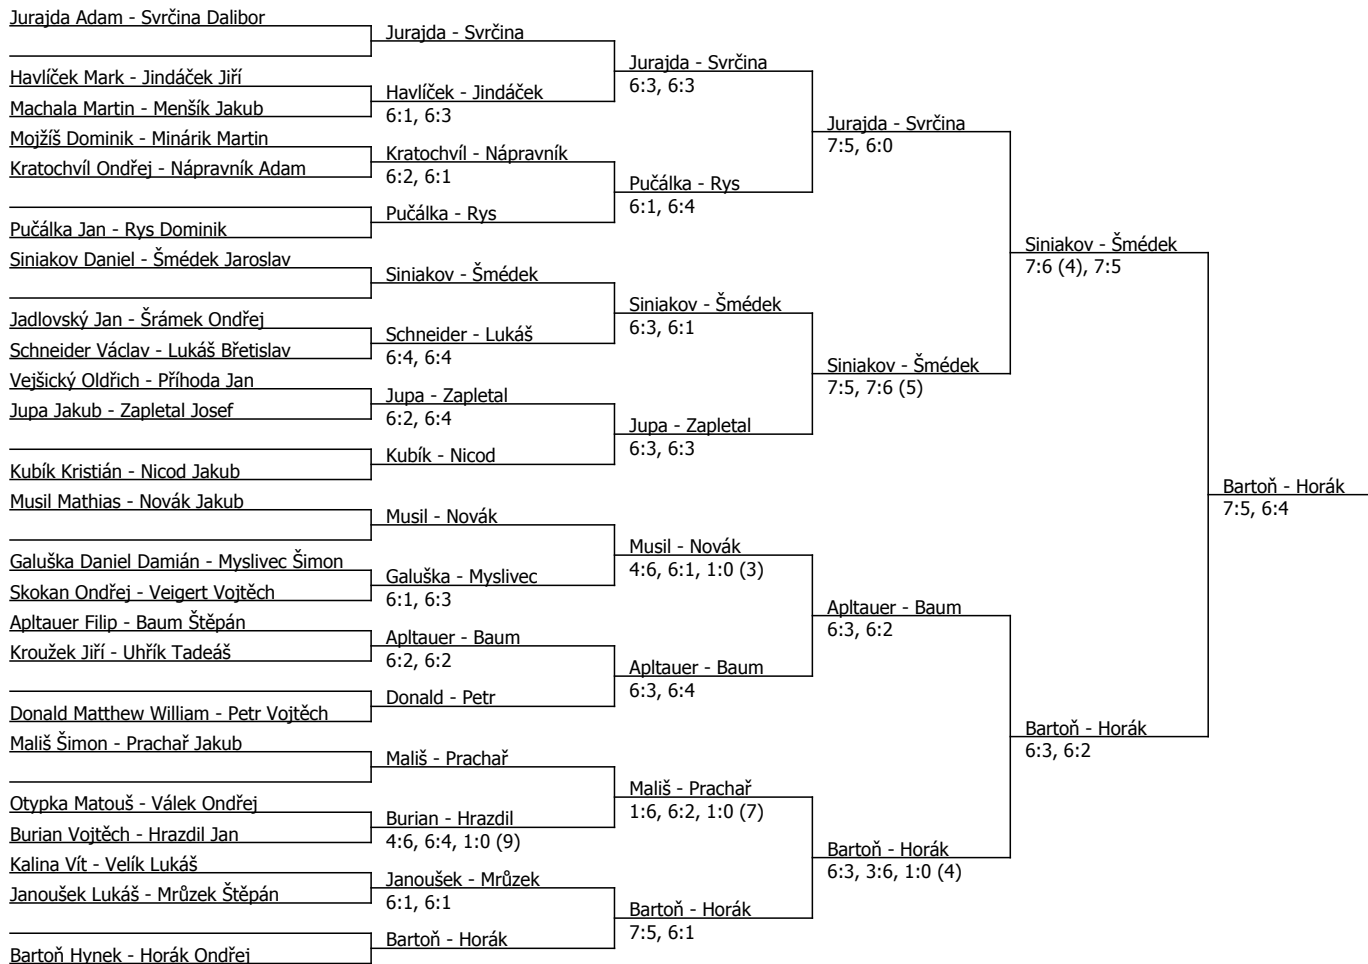 Jurajda Adam - Svrčina Dalibor
Havlíček Mark - Jindáček Jiří
Machala Martin - Menšík Jakub
Mojžíš Dominik - Minárik Martin
Kratochvíl Ondřej - Nápravník Adam
Pučálka Jan - Rys Dominik
Siniakov Daniel - Šmédek Jaroslav
Jadlovský Jan - Šrámek Ondřej
Schneider Václav - Lukáš Břetislav
Vejšický Oldřich - Příhoda Jan
Jupa Jakub - Zapletal Josef
Kubík Kristián - Nicod Jakub
Musil Mathias - Novák Jakub
Galuška Daniel Damián - Myslivec Šimon
Skokan Ondřej - Veigert Vojtěch
Apltauer Filip - Baum Štěpán
Kroužek Jiří - Uhřík Tadeáš
Donald Matthew William - Petr Vojtěch
Mališ Šimon - Prachař Jakub
Otypka Matouš - Válek Ondřej
Burian Vojtěch - Hrazdil Jan
Kalina Vít - Velík Lukáš
Janoušek Lukáš - Mrůzek Štěpán
Bartoň Hynek - Horák Ondřej
Jurajda - Svrčina
Havlíček - Jindáček
6:1, 6:3
Kratochvíl - Nápravník
6:2, 6:1
Pučálka - Rys
Siniakov - Šmédek
Schneider - Lukáš
6:4, 6:4
Jupa - Zapletal
6:2, 6:4
Kubík - Nicod
Musil - Novák
Galuška - Myslivec
6:1, 6:3
Apltauer - Baum
6:2, 6:2
Donald - Petr
Mališ - Prachař
Burian - Hrazdil
4:6, 6:4, 1:0 (9)
Janoušek - Mrůzek
6:1, 6:1
Bartoň - Horák
Jurajda - Svrčina
6:3, 6:3
Pučálka - Rys
6:1, 6:4
Siniakov - Šmédek
6:3, 6:1
Jupa - Zapletal
6:3, 6:3
Musil - Novák
4:6, 6:1, 1:0 (3)
Apltauer - Baum
6:3, 6:4
Mališ - Prachař
1:6, 6:2, 1:0 (7)
Bartoň - Horák
7:5, 6:1
Jurajda - Svrčina
7:5, 6:0
Siniakov - Šmédek
7:5, 7:6 (5)
Apltauer - Baum
6:3, 6:2
Bartoň - Horák
6:3, 3:6, 1:0 (4)
Siniakov - Šmédek
7:6 (4), 7:5
Bartoň - Horák
6:3, 6:2
Bartoň - Horák
7:5, 6:4